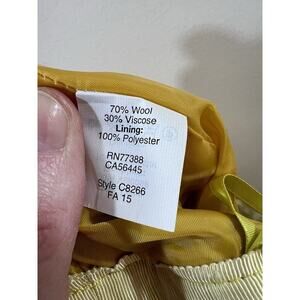 70% Wool
30% Viscose
Lining:
100% Polyester
RN77388
CA56445
Style C8266
FA 15